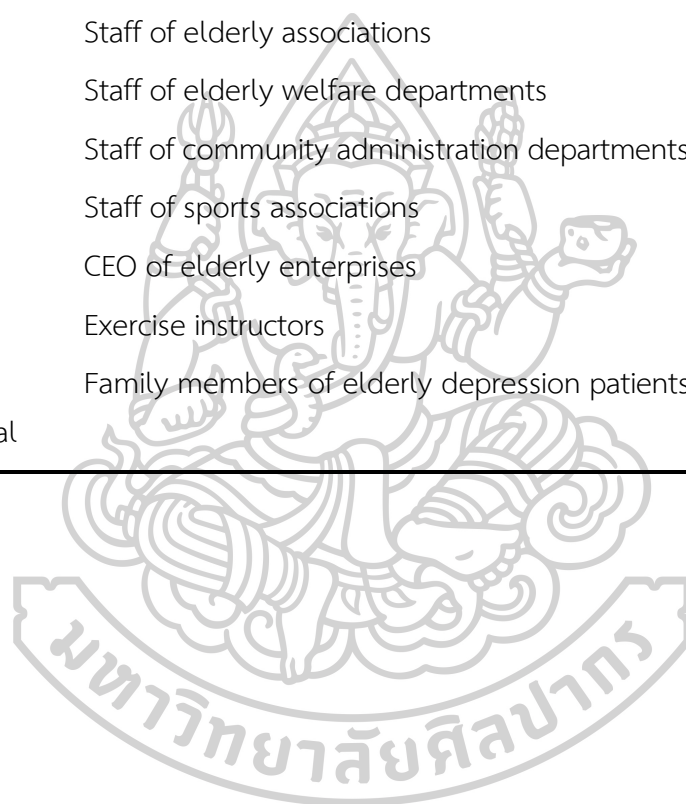 Staff of elderly associations
Staff of elderly welfare departments
Staff of community administration departments
Staff of sports associations
CEO of elderly enterprises
Exercise instructors
Family members of elderly depression patients
al
มหาวิทยาลัยศิลปากร